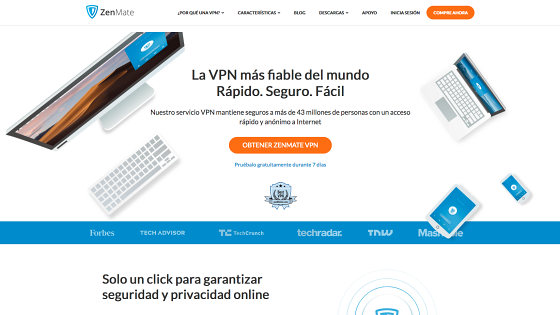 ZenMate
¿POR QUÉ UNA VPN? CARACTERÍSTICAS BLOG DESCARGAS APOYO INICIA SESIÓN COMPRE AHORA
La VPN más fiable del mundo
Rápido. Seguro. Fácil
Nuestro servicio VPN mantiene seguros a más de 43 millones de personas con un acceso
rápido y anónimo a Internet
OBTENER ZENMATE VPN
Pruébalo gratuitamente durante 7 días
Forbes TECH ADVISOR TC TechCrunch techradar. TNW Mashable
Solo un click para garantizar
seguridad y privacidad online